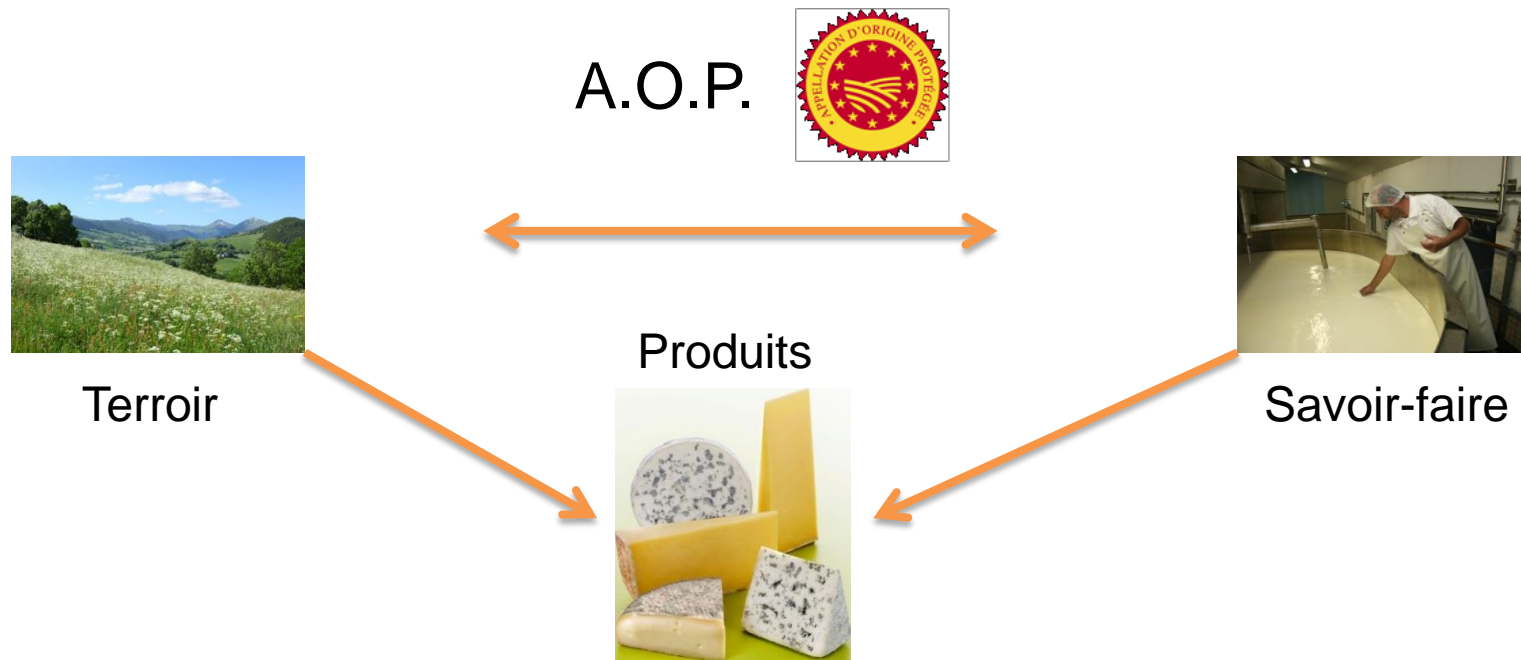 A.O.P.
APPELLATION D'ORIGINE PROTÉGÉE
Produits
Terroir
Savoir-faire